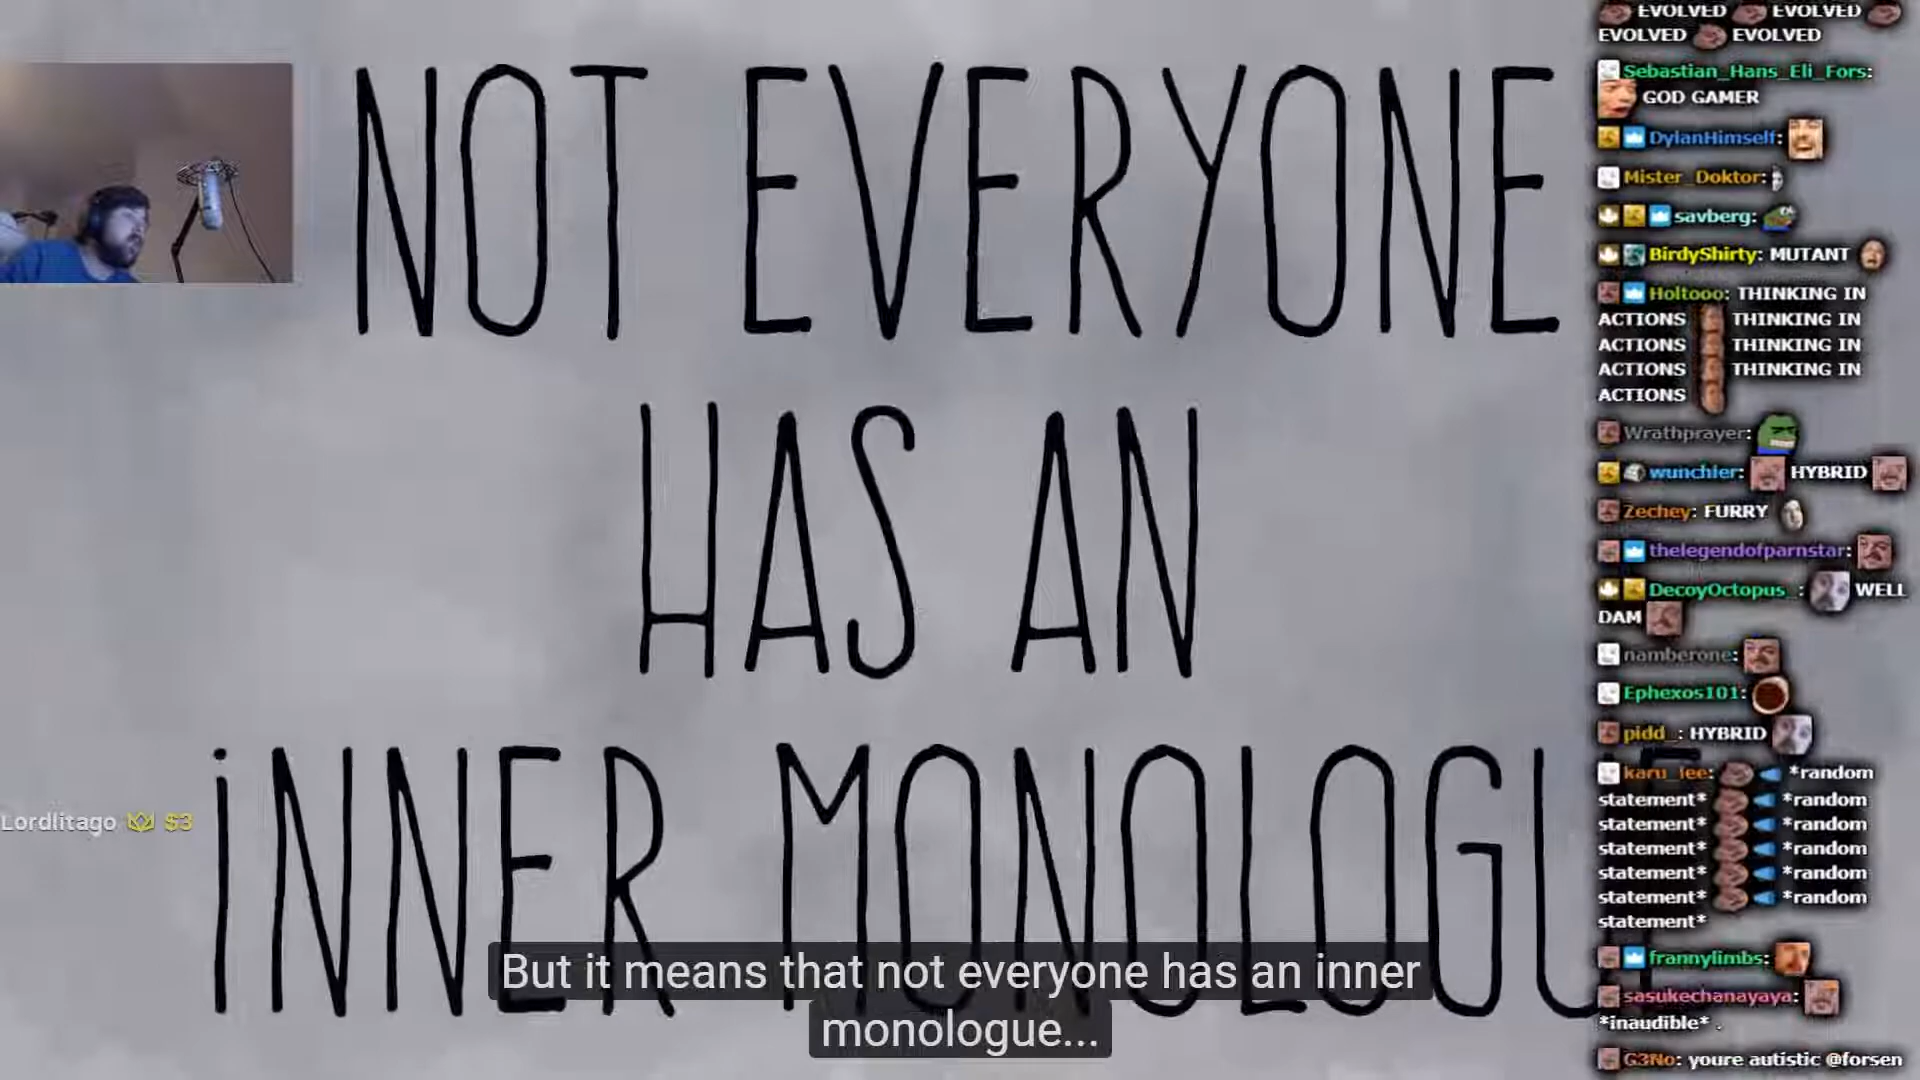 NOT EVERYONE
HAS AN
iNNER MONOLOGU
But it means that not everyone has an inner
monologue...
Lordlitago $3
EVOLVED EVOLVED
EVOLVED EVOLVED
Sebastian_Hans_Eli_Fors:
GOD GAMER
DylanHimself:
Mister_Doktor:
savberg:
BirdyShirty: MUTANT
Holtooo: THINKING IN
ACTIONS THINKING IN
ACTIONS THINKING IN
ACTIONS THINKING IN
ACTIONS
Wrathprayer:
wunchler: HYBRID
Zechey: FURRY
thelegendofparnstar:
DecoyOctopus_: WELL
DAM
namberone:
Ephexos101:
pidd_: HYBRID
karu_lee: *random
statement* *random
statement* *random
statement* *random
statement* *random
statement* *random
statement*
frannylimbs:
sasukechanayaya:
*inaudible* .
G3No: youre autistic @forsen